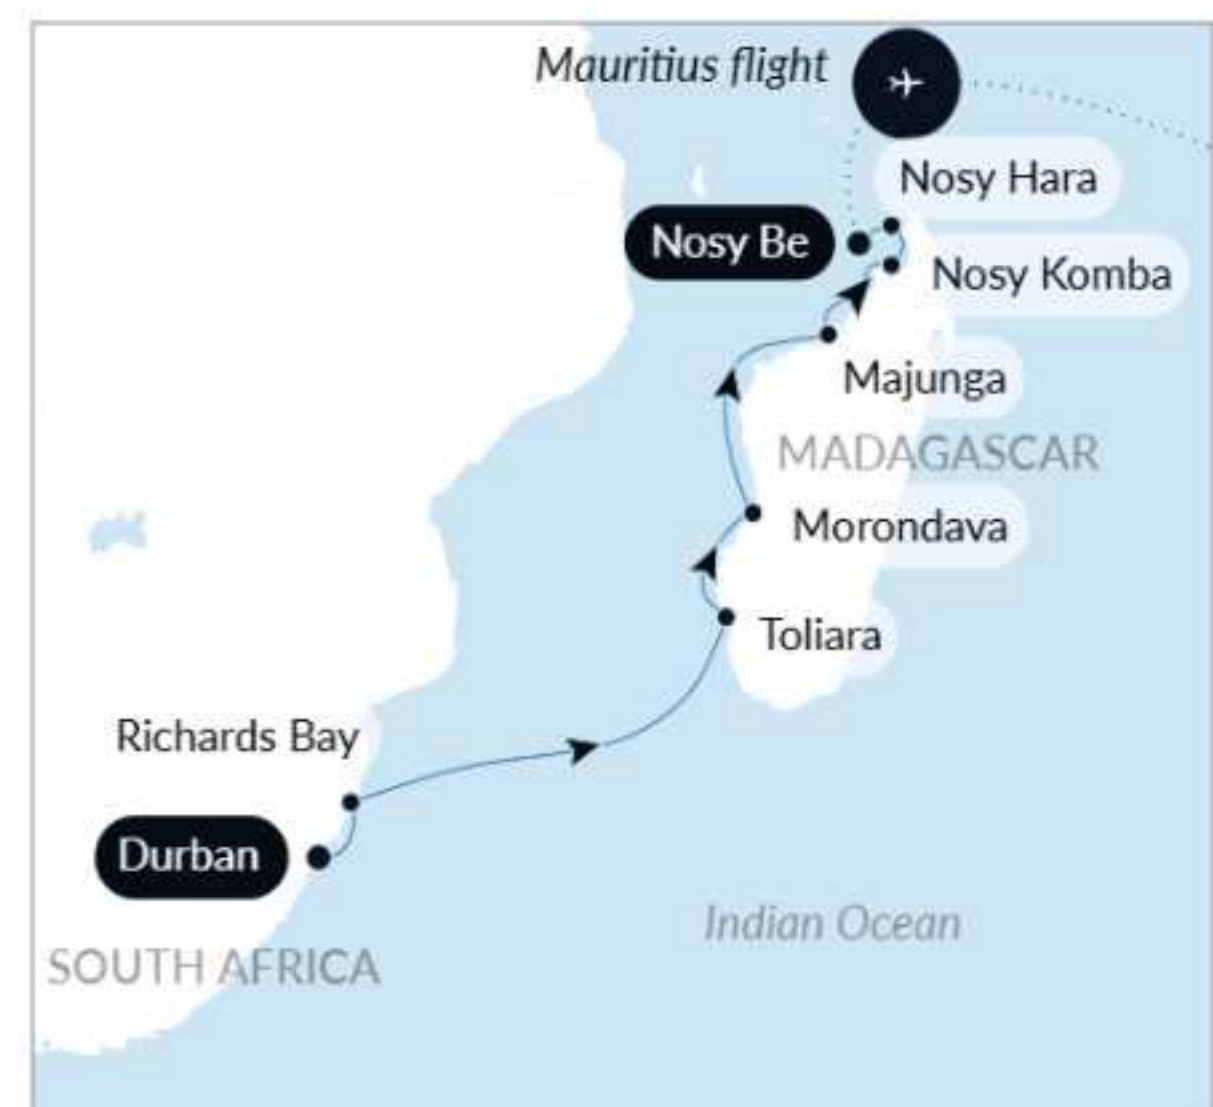 Mauritius flight
Nosy Hara
Nosy Be
Nosy Komba
Majunga
MADAGASCAR
Morondava
Toliara
Richards Bay
Durban
Indian Ocean
SOUTH AFRICA